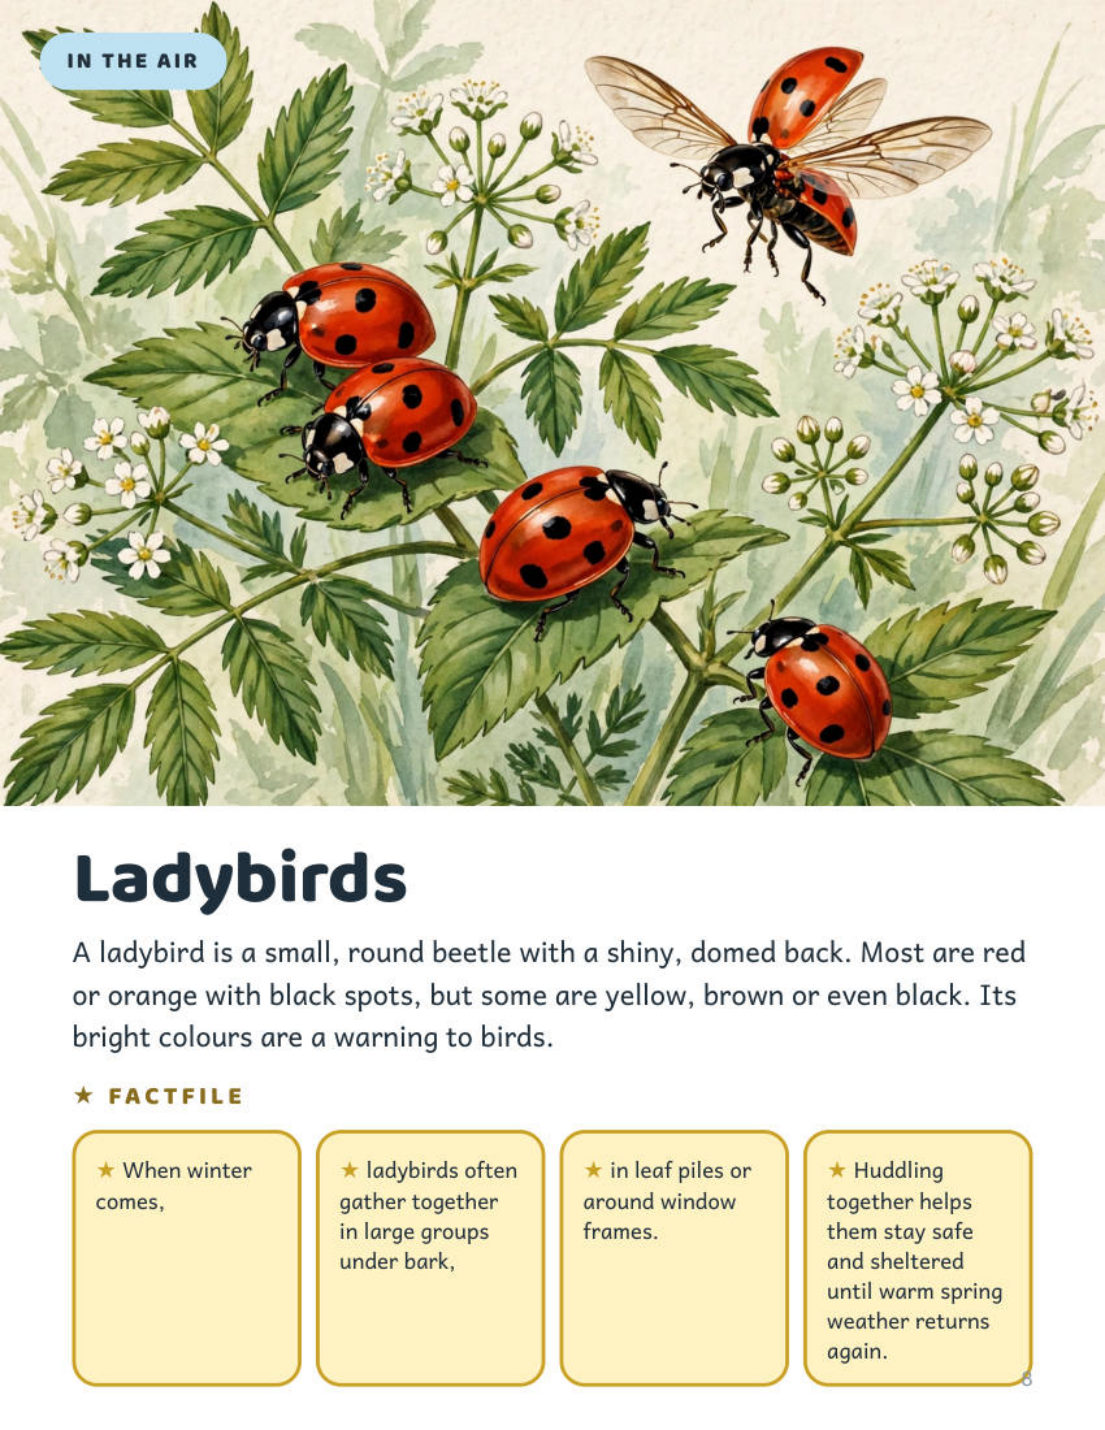 IN THE AIR
Ladybirds
A ladybird is a small, round beetle with a shiny, domed back. Most are red
or orange with black spots, but some are yellow, brown or even black. Its
bright colours are a warning to birds.
★ FACTFILE
★ When winter
comes,
★ ladybirds often
gather together
in large groups
under bark,
★ in leaf piles or
around window
frames.
★ Huddling
together helps
them stay safe
and sheltered
until warm spring
weather returns
again.
8